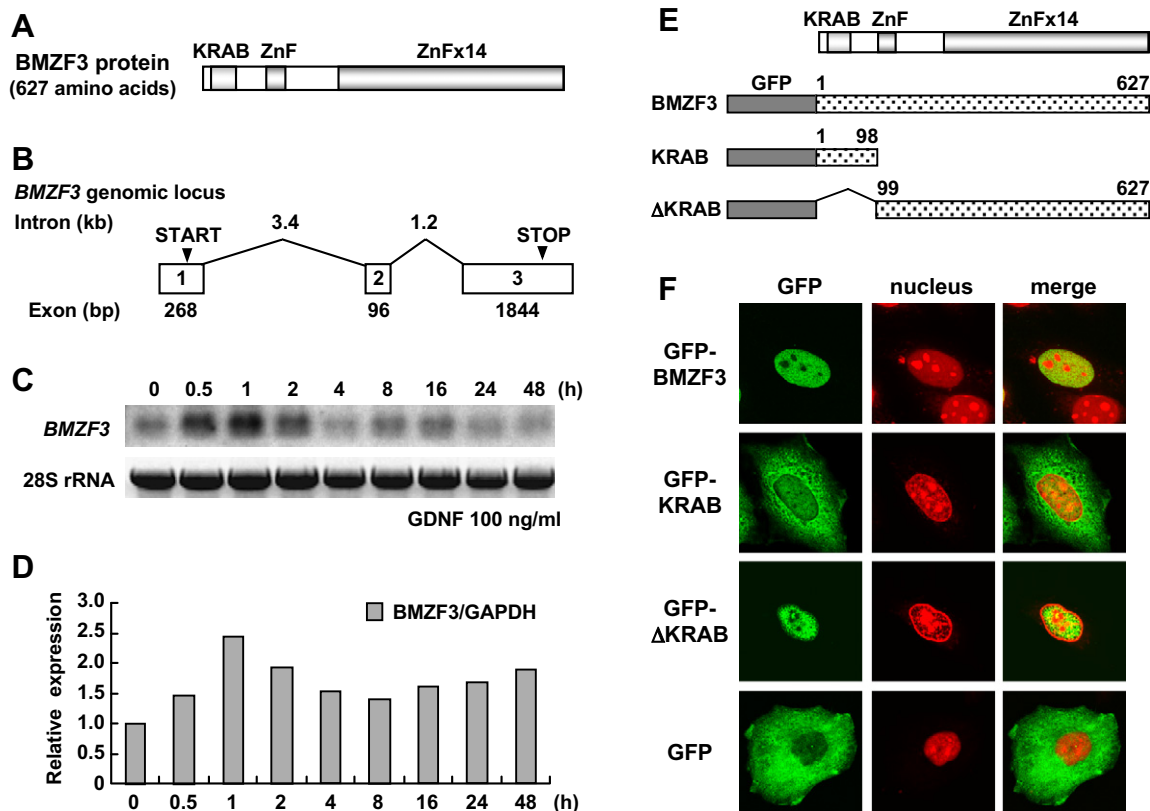 A
BMZF3 protein
(627 amino acids)
KRAB ZnF ZnFx14
B
BMZF3 genomic locus
Intron (kb) 3.4 1.2
START STOP
1 2 3
Exon (bp) 268 96 1844
C
0 0.5 1 2 4 8 16 24 48 (h)
BMZF3
28S rRNA
GDNF 100 ng/ml
D
Relative expression
3.0
2.5
2.0
1.5
1.0
0.5
0
BMZF3/GAPDH
0 0.5 1 2 4 8 16 24 48 (h)
E
KRAB ZnF ZnFx14
GFP 1 627
BMZF3
1 98
KRAB
99 627
ΔKRAB
F
GFP nucleus merge
GFP-
BMZF3
GFP-
KRAB
GFP-
ΔKRAB
GFP